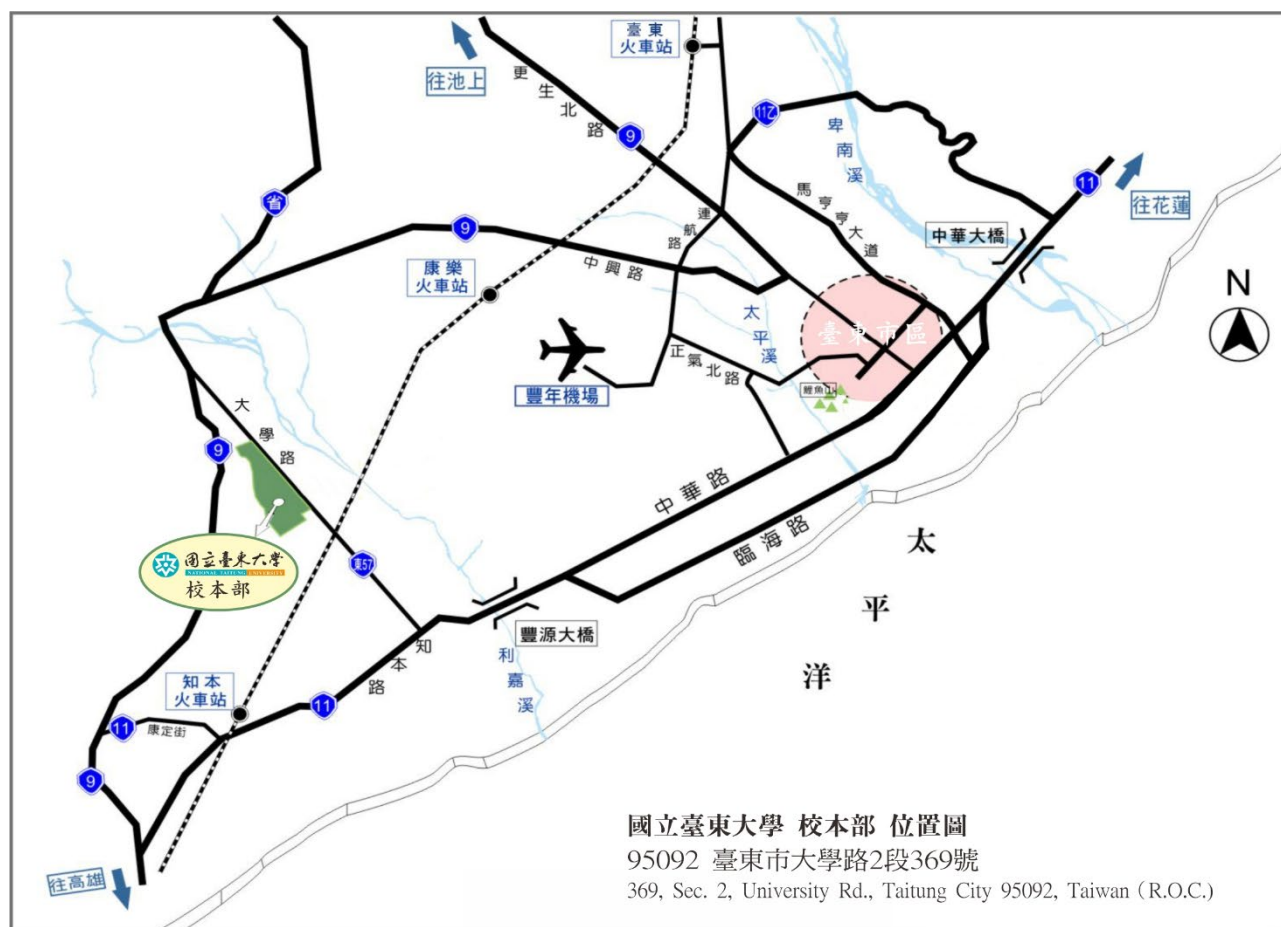 臺東
火車站
往池上
更生北路
9
11乙
卑南溪
11
往花蓮
省
9
馬亨亨大道
連航路
中華大橋
康樂
火車站
中興路
N
太平溪
臺東市區
豐年機場
正氣北路
鯉魚山
大學路
9
中華路
臨海路
太平洋
國立臺東大學
NATIONAL TAITUNG UNIVERSITY
校本部
東57
豐源大橋
知本路
利嘉溪
知本
火車站
11
11
康定街
9
往高雄
國立臺東大學 校本部 位置圖
95092 臺東市大學路2段369號
369, Sec. 2, University Rd., Taitung City 95092, Taiwan (R.O.C.)